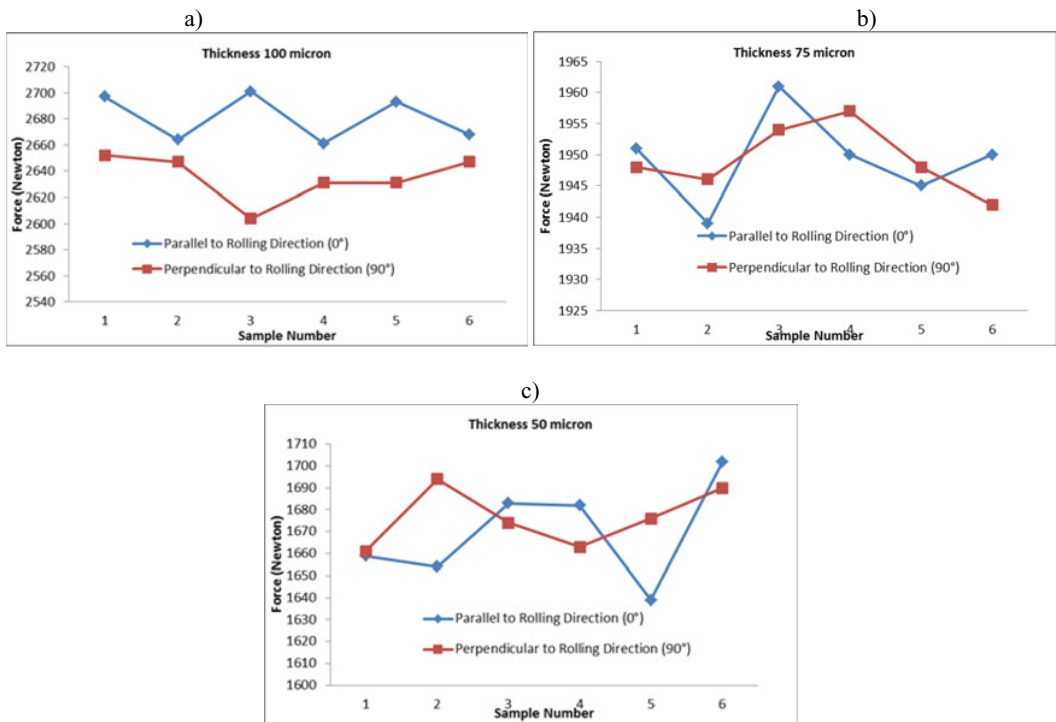 a)
Thickness 100 micron
Force (Newton)
2720
2700
2680
2660
2640
2620
2600
2580
2560
2540
Parallel to Rolling Direction (0°)
Perpendicular to Rolling Direction (90°)
1 2 3 4 5 6
Sample Number
b)
Thickness 75 micron
Force (Newton)
1965
1960
1955
1950
1945
1940
1935
1930
1925
Parallel to Rolling Direction (0°)
Perpendicular to Rolling Direction (90°)
1 2 3 4 5 6
Sample Number
c)
Thickness 50 micron
Force (Newton)
1710
1700
1690
1680
1670
1660
1650
1640
1630
1620
1610
1600
Parallel to Rolling Direction (0°)
Perpendicular to Rolling Direction (90°)
1 2 3 4 5 6
Sample Number